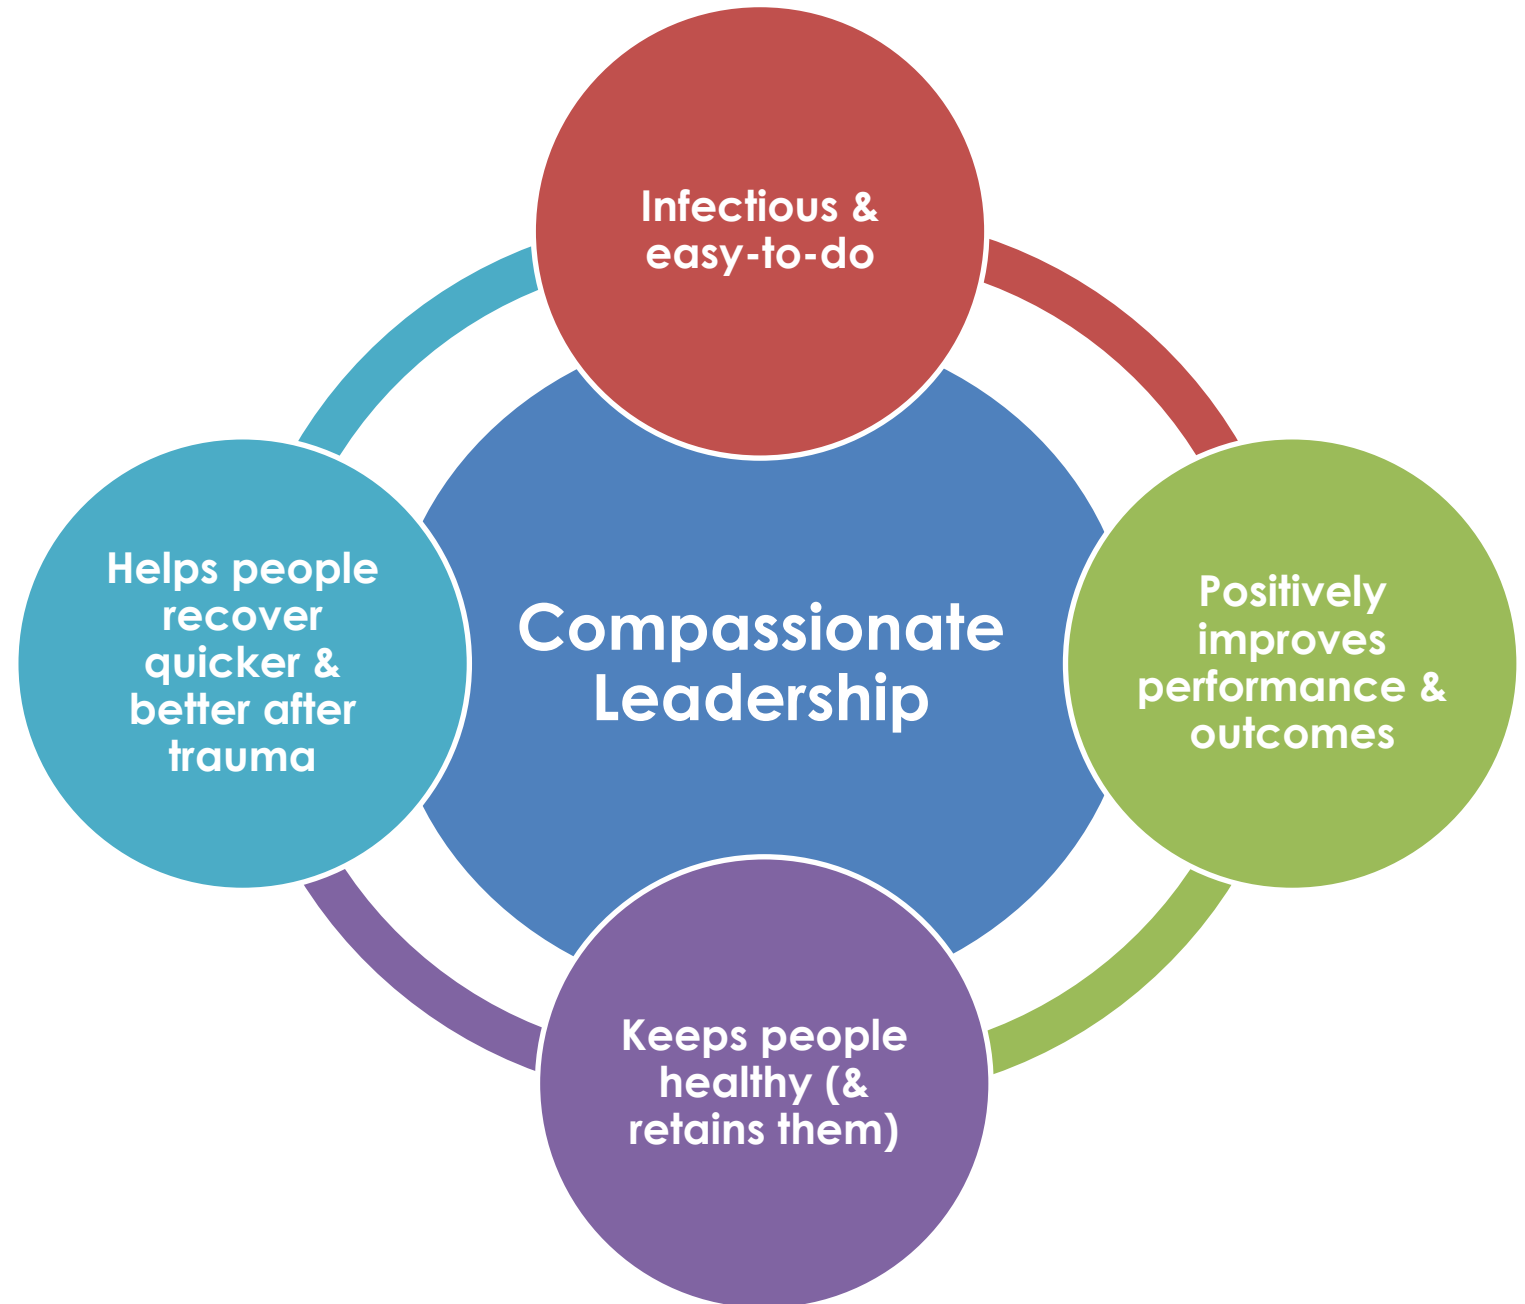 Infectious &
easy-to-do
Helps people
recover
quicker &
better after
trauma
Compassionate
Leadership
Positively
improves
performance &
outcomes
Keeps people
healthy (&
retains them)